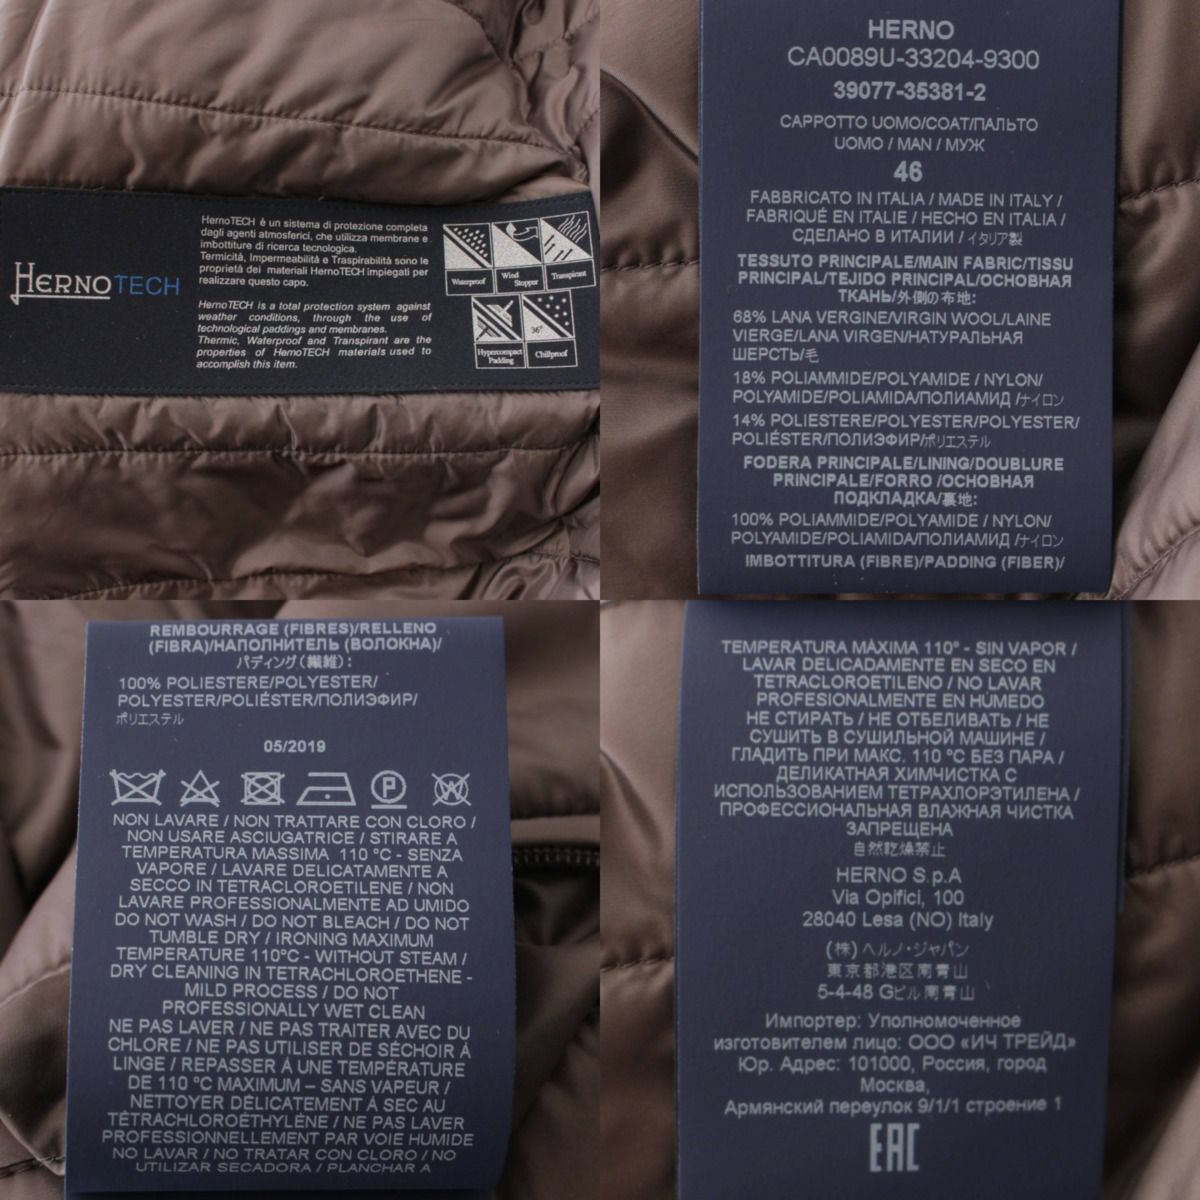 HERNOTECH
HernoTECH è un sistema di protezione completa
dagli agenti atmosferici, che utilizza membrane e
imbottiture di ricerca tecnologica.
Termicità, Impermeabilità e Traspirabilità sono le
proprietà dei materiali HernoTECH impiegati per
realizzare questo capo.
HernoTECH is a total protection system against
weather conditions, through the use of
technological paddings and membranes.
Thermic, Waterproof and Transpirant are the
properties of HernoTECH materials used to
accomplish this item.
Waterproof
Wind Stopper
Transpirant
Hypercompact Padding
36°
Chillproof
HERNO
CA0089U-33204-9300
39077-35381-2
CAPPOTTO UOMO/COAT/ПАЛЬТО
UOMO / MAN / МУЖ
46
FABBRICATO IN ITALIA / MADE IN ITALY /
FABRIQUÉ EN ITALIE / HECHO EN ITALIA /
СДЕЛАНО В ИТАЛИИ / イタリア製
TESSUTO PRINCIPALE/MAIN FABRIC/TISSU
PRINCIPAL/TEJIDO PRINCIPAL/ОСНОВНАЯ
ТКАНЬ/外側の布地:
68% LANA VERGINE/VIRGIN WOOL/LAINE
VIERGE/LANA VIRGEN/НАТУРАЛЬНАЯ
ШЕРСТЬ/毛
18% POLIAMMIDE/POLYAMIDE / NYLON/
POLYAMIDE/POLIAMIDA/ПОЛИАМИД /ナイロン
14% POLIESTERE/POLYESTER/POLYESTER/
POLIÉSTER/ПОЛИЭФИР/ポリエステル
FODERA PRINCIPALE/LINING/DOUBLURE
PRINCIPALE/FORRO /ОСНОВНАЯ
ПОДКЛАДКА/裏地:
100% POLIAMMIDE/POLYAMIDE / NYLON/
POLYAMIDE/POLIAMIDA/ПОЛИАМИД /ナイロン
IMBOTTITURA (FIBRE)/PADDING (FIBER)/
REMBOURRAGE (FIBRES)/RELLENO
(FIBRA)/НАПОЛНИТЕЛЬ (ВОЛОКНА)/
パディング(繊維):
100% POLIESTERE/POLYESTER/
POLYESTER/POLIÉSTER/ПОЛИЭФИР/
ポリエステル
05/2019
P
W
NON LAVARE / NON TRATTARE CON CLORO /
NON USARE ASCIUGATRICE / STIRARE A
TEMPERATURA MASSIMA 110 °C - SENZA
VAPORE / LAVARE DELICATAMENTE A
SECCO IN TETRACLOROETILENE / NON
LAVARE PROFESSIONALMENTE AD UMIDO
DO NOT WASH / DO NOT BLEACH / DO NOT
TUMBLE DRY / IRONING MAXIMUM
TEMPERATURE 110°C - WITHOUT STEAM /
DRY CLEANING IN TETRACHLOROETHENE -
MILD PROCESS / DO NOT
PROFESSIONALLY WET CLEAN
NE PAS LAVER / NE PAS TRAITER AVEC DU
CHLORE / NE PAS UTILISER DE SÉCHOIR À
LINGE / REPASSER À UNE TEMPÉRATURE
DE 110 °C MAXIMUM – SANS VAPEUR /
NETTOYER DÉLICATEMENT À SEC AU
TÉTRACHLOROÉTHYLÈNE / NE PAS LAVER
PROFESSIONNELLEMENT PAR VOIE HUMIDE
NO LAVAR / NO TRATAR CON CLORO / NO
UTILIZAR SECADORA / PLANCHAR A
TEMPERATURA MÁXIMA 110° - SIN VAPOR /
LAVAR DELICADAMENTE EN SECO EN
TETRACLOROETILENO / NO LAVAR
PROFESIONALMENTE EN HÚMEDO
НЕ СТИРАТЬ / НЕ ОТБЕЛИВАТЬ / НЕ
СУШИТЬ В СУШИЛЬНОЙ МАШИНЕ /
ГЛАДИТЬ ПРИ МАКС. 110 °C БЕЗ ПАРА /
ДЕЛИКАТНАЯ ХИМЧИСТКА С
ИСПОЛЬЗОВАНИЕМ ТЕТРАХЛОРЭТИЛЕНА /
ПРОФЕССИОНАЛЬНАЯ ВЛАЖНАЯ ЧИСТКА
ЗАПРЕЩЕНА
自然乾燥禁止
HERNO S.p.A
Via Opifici, 100
28040 Lesa (NO) Italy
(株)ヘルノ・ジャパン
東京都港区南青山
5-4-48 Gビル南青山
Импортер: Уполномоченное
изготовителем лицо: ООО «ИЧ ТРЕЙД»
Юр. Адрес: 101000, Россия, город
Москва,
Армянский переулок 9/1/1 строение 1
EAC